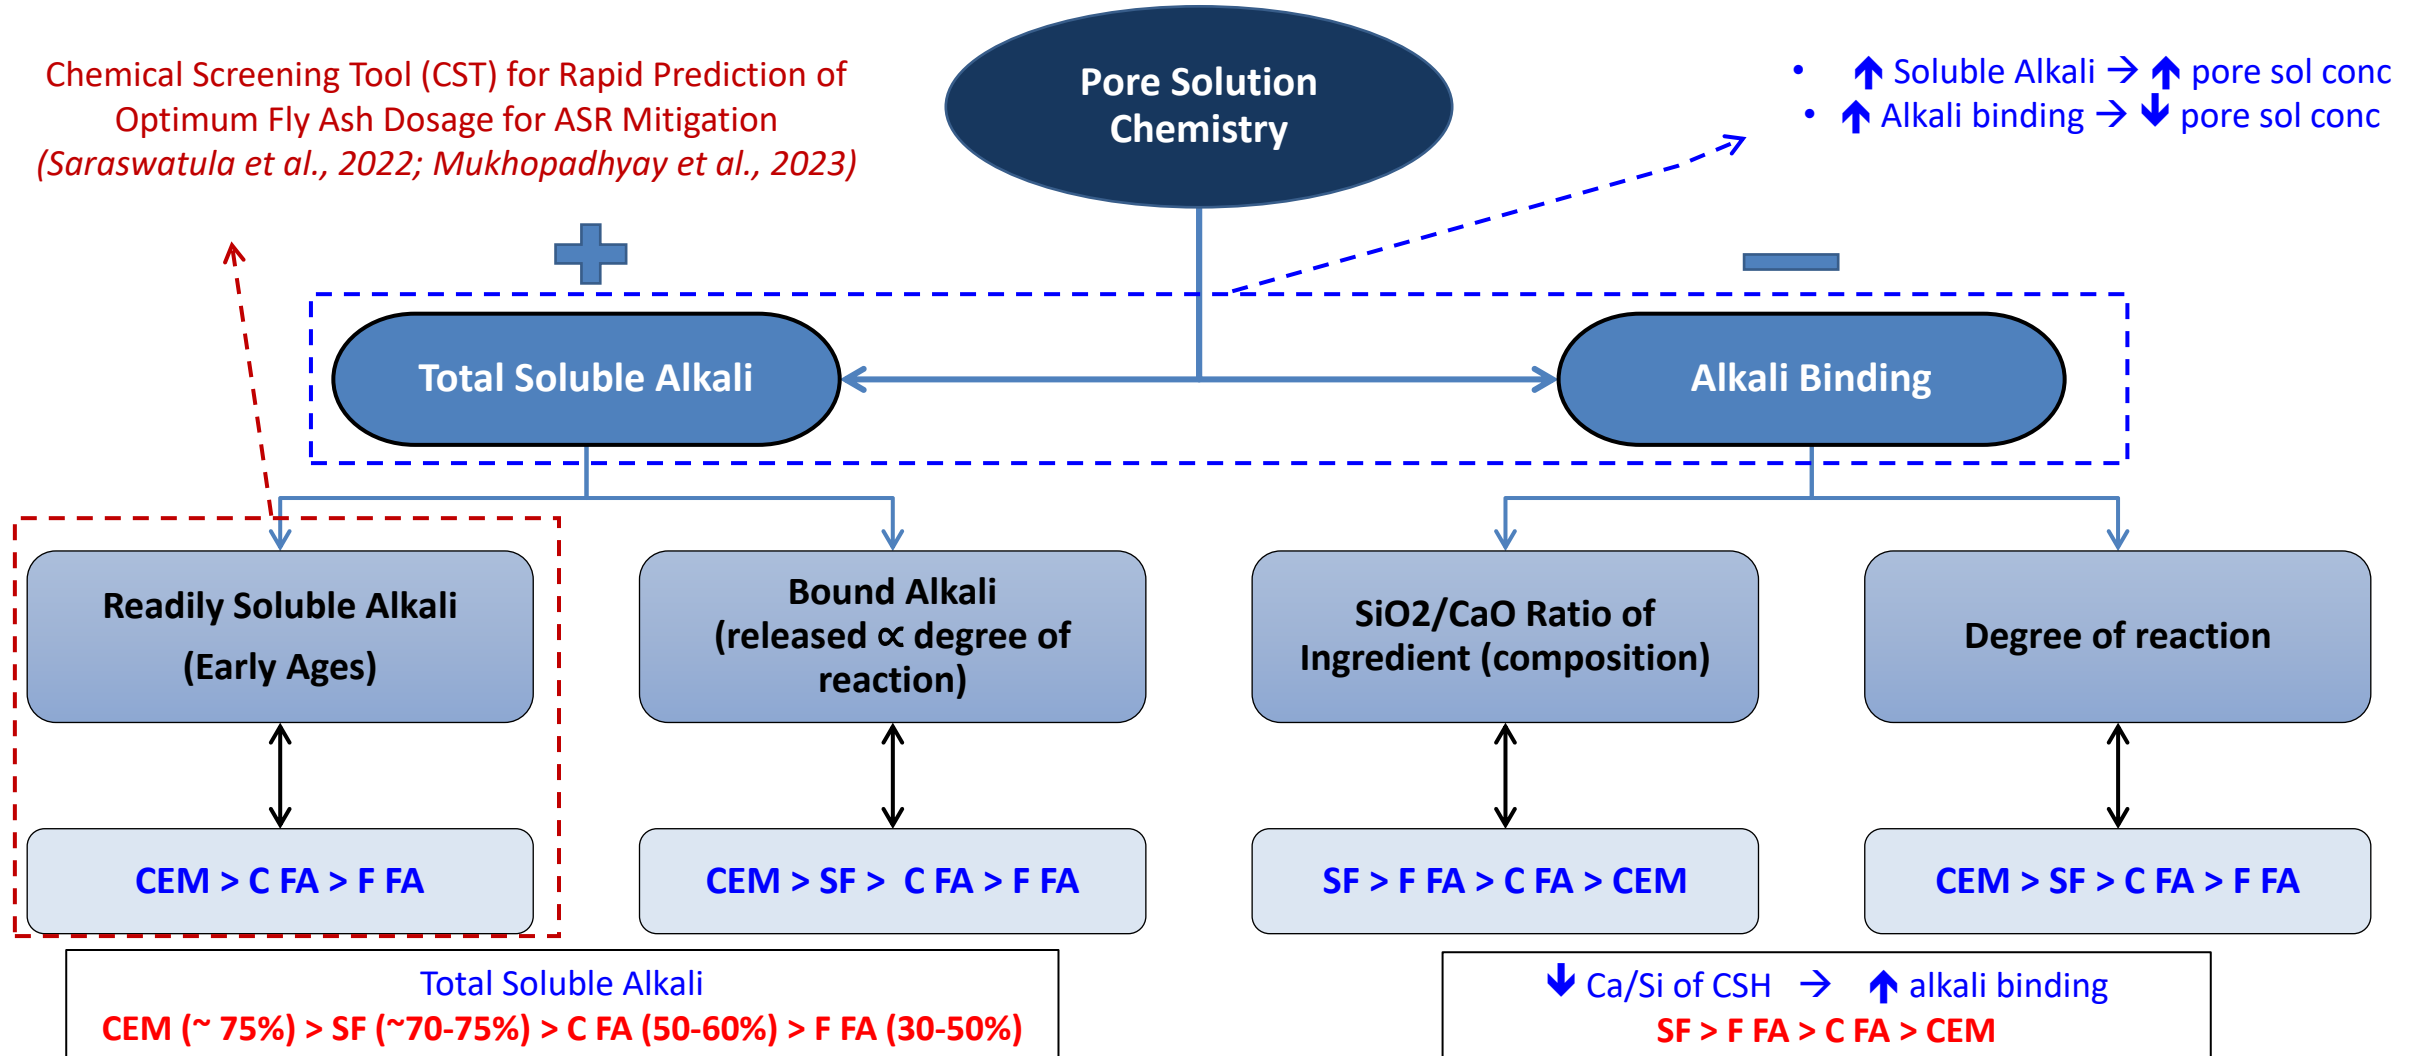 Chemical Screening Tool (CST) for Rapid Prediction of
Optimum Fly Ash Dosage for ASR Mitigation
(Saraswatula et al., 2022; Mukhopadhyay et al., 2023)
Pore Solution
Chemistry
• ↑ Soluble Alkali → ↑ pore sol conc
• ↑ Alkali binding → ↓ pore sol conc
Total Soluble Alkali
Alkali Binding
Readily Soluble Alkali
(Early Ages)
Bound Alkali
(released ∝ degree of
reaction)
SiO2/CaO Ratio of
Ingredient (composition)
Degree of reaction
CEM > C FA > F FA
CEM > SF > C FA > F FA
SF > F FA > C FA > CEM
CEM > SF > C FA > F FA
Total Soluble Alkali
CEM (~ 75%) > SF (~70-75%) > C FA (50-60%) > F FA (30-50%)
↓ Ca/Si of CSH → ↑ alkali binding
SF > F FA > C FA > CEM